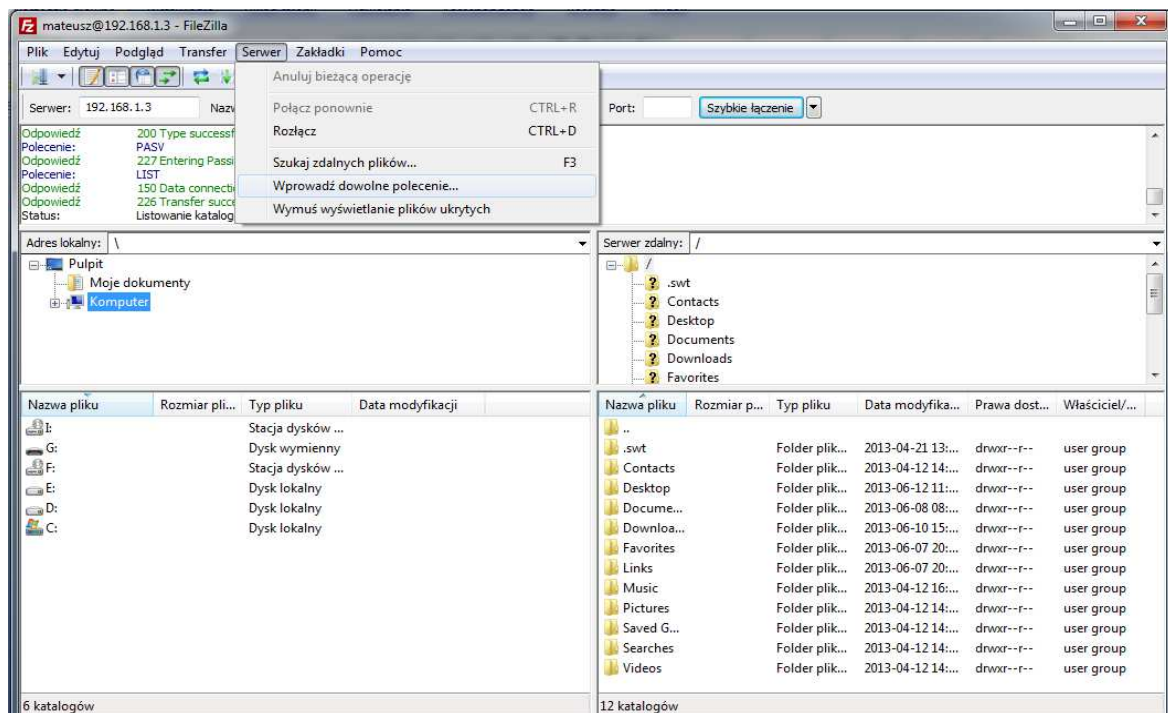 mateusz@192.168.1.3 - FileZilla
Plik Edytuj Podgląd Transfer Serwer Zakładki Pomoc
Anuluj bieżącą operację
Połącz ponownie CTRL+R
Rozłącz CTRL+D
Szukaj zdalnych plików... F3
Wprowadź dowolne polecenie...
Wymuś wyświetlanie plików ukrytych
Serwer: 192.168.1.3 Nazw Port: Szybkie łączenie
Odpowiedź 200 Type successf
Polecenie: PASV
Odpowiedź 227 Entering Passi
Polecenie: LIST
Odpowiedź 150 Data connecti
Odpowiedź 226 Transfer succe
Status: Listowanie katalog
Adres lokalny: \
Pulpit
Moje dokumenty
Komputer
Serwer zdalny: /
/
.swt
Contacts
Desktop
Documents
Downloads
Favorites
Nazwa pliku Rozmiar pli... Typ pliku Data modyfikacji
I: Stacja dysków ...
G: Dysk wymienny
F: Stacja dysków ...
E: Dysk lokalny
D: Dysk lokalny
C: Dysk lokalny
6 katalogów
Nazwa pliku Rozmiar p... Typ pliku Data modyfika... Prawa dost... Właściciel/...
..
.swt Folder plik... 2013-04-21 13:... drwxr--r-- user group
Contacts Folder plik... 2013-04-12 14:... drwxr--r-- user group
Desktop Folder plik... 2013-06-12 11:... drwxr--r-- user group
Docume... Folder plik... 2013-06-08 08:... drwxr--r-- user group
Downloa... Folder plik... 2013-06-10 15:... drwxr--r-- user group
Favorites Folder plik... 2013-06-07 20:... drwxr--r-- user group
Links Folder plik... 2013-06-07 20:... drwxr--r-- user group
Music Folder plik... 2013-04-12 16:... drwxr--r-- user group
Pictures Folder plik... 2013-04-12 14:... drwxr--r-- user group
Saved G... Folder plik... 2013-04-12 14:... drwxr--r-- user group
Searches Folder plik... 2013-04-12 14:... drwxr--r-- user group
Videos Folder plik... 2013-04-12 14:... drwxr--r-- user group
12 katalogów